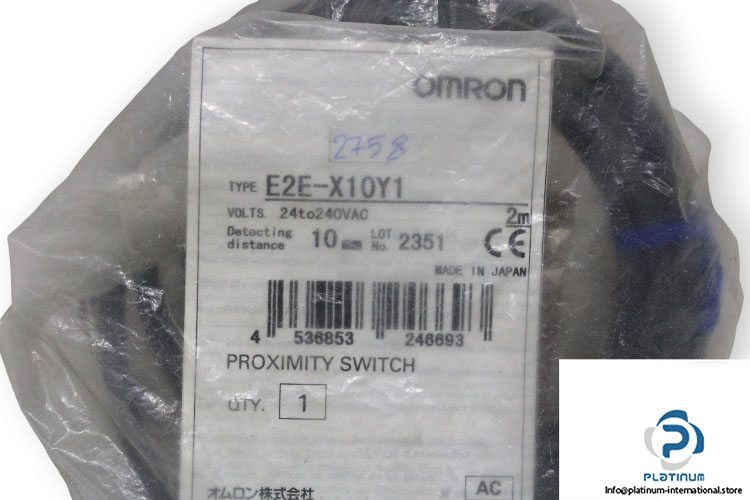 OMRON
2758
TYPE E2E-X10Y1
VOLTS. 24to240VAC 2m
Detecting distance 10 mm LOT No. 2351 CE
MADE IN JAPAN
4 536853 246693
PROXIMITY SWITCH
QTY. 1
オムロン株式会社 AC
PLATINUM
Info@platinum-international.store